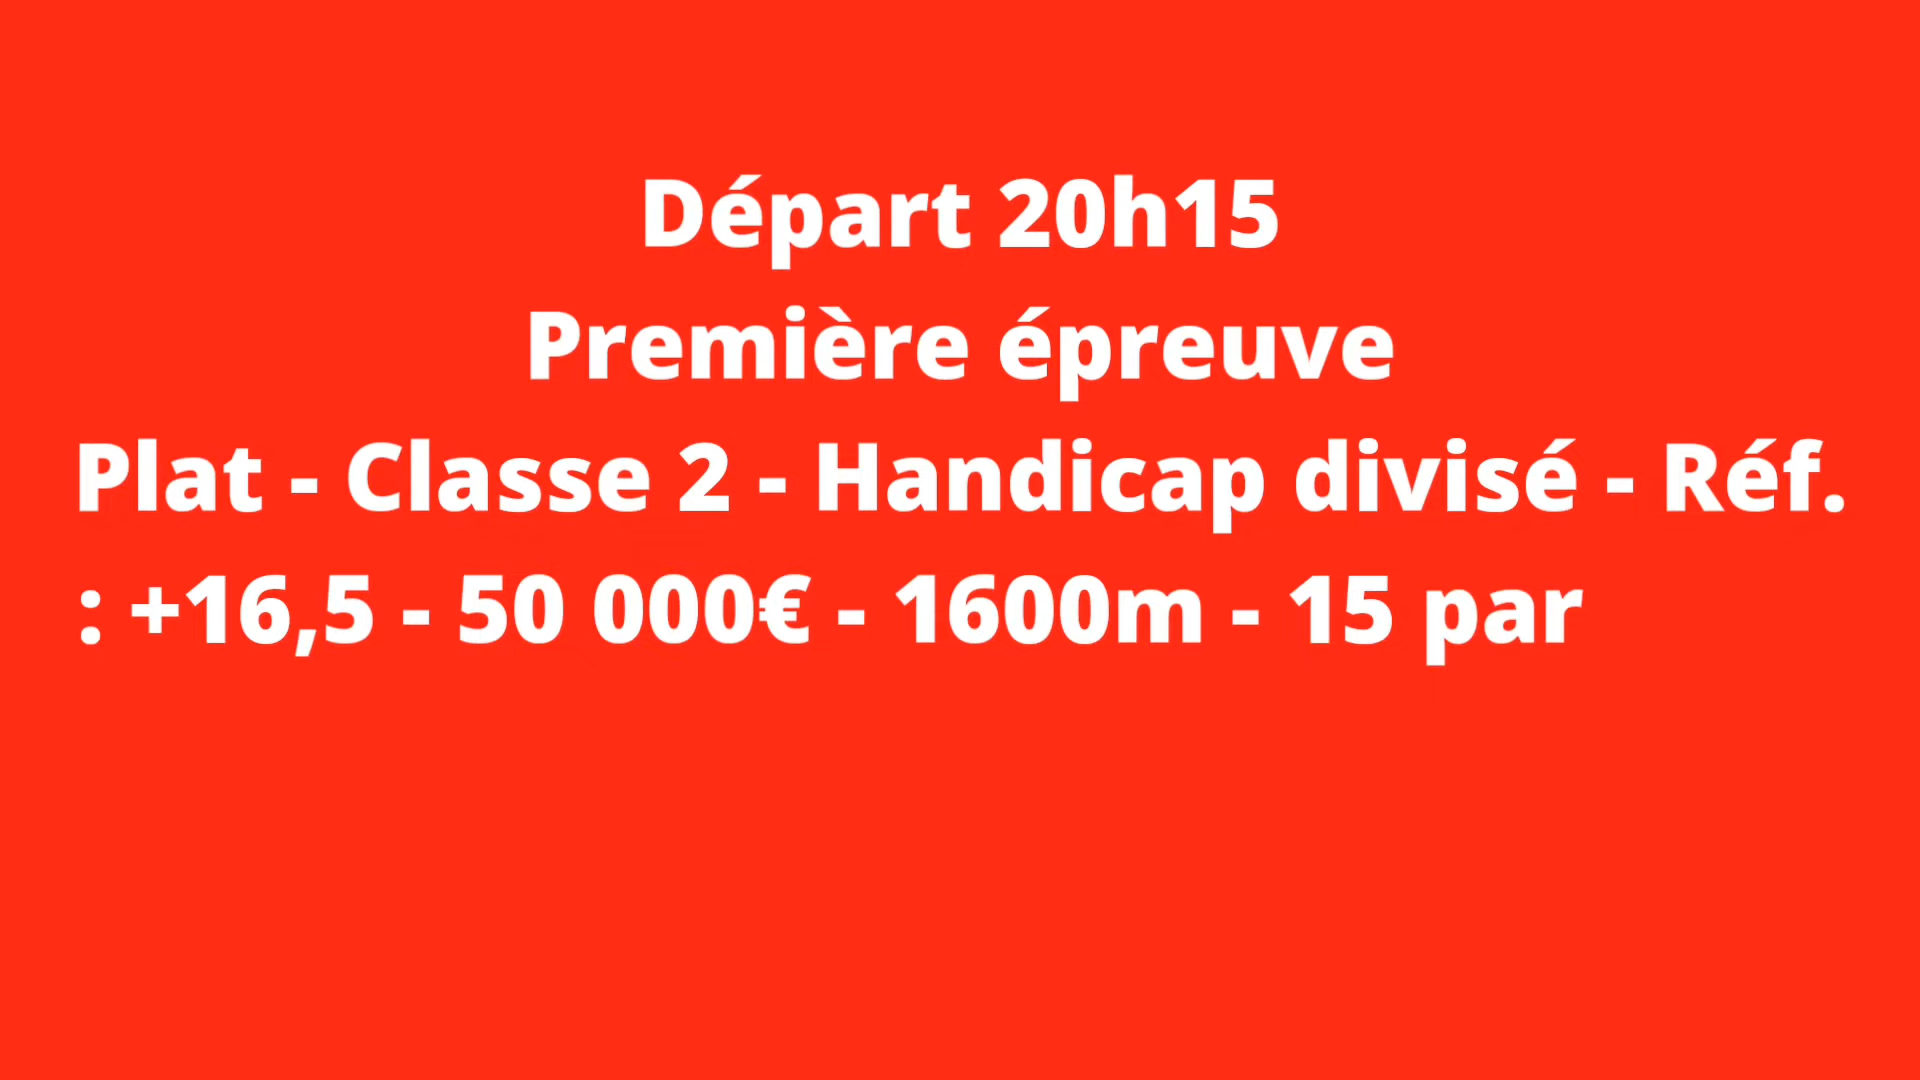 Départ 20h15
Première épreuve
Plat - Classe 2 - Handicap divisé - Réf.
: +16,5 - 50 000€ - 1600m - 15 par